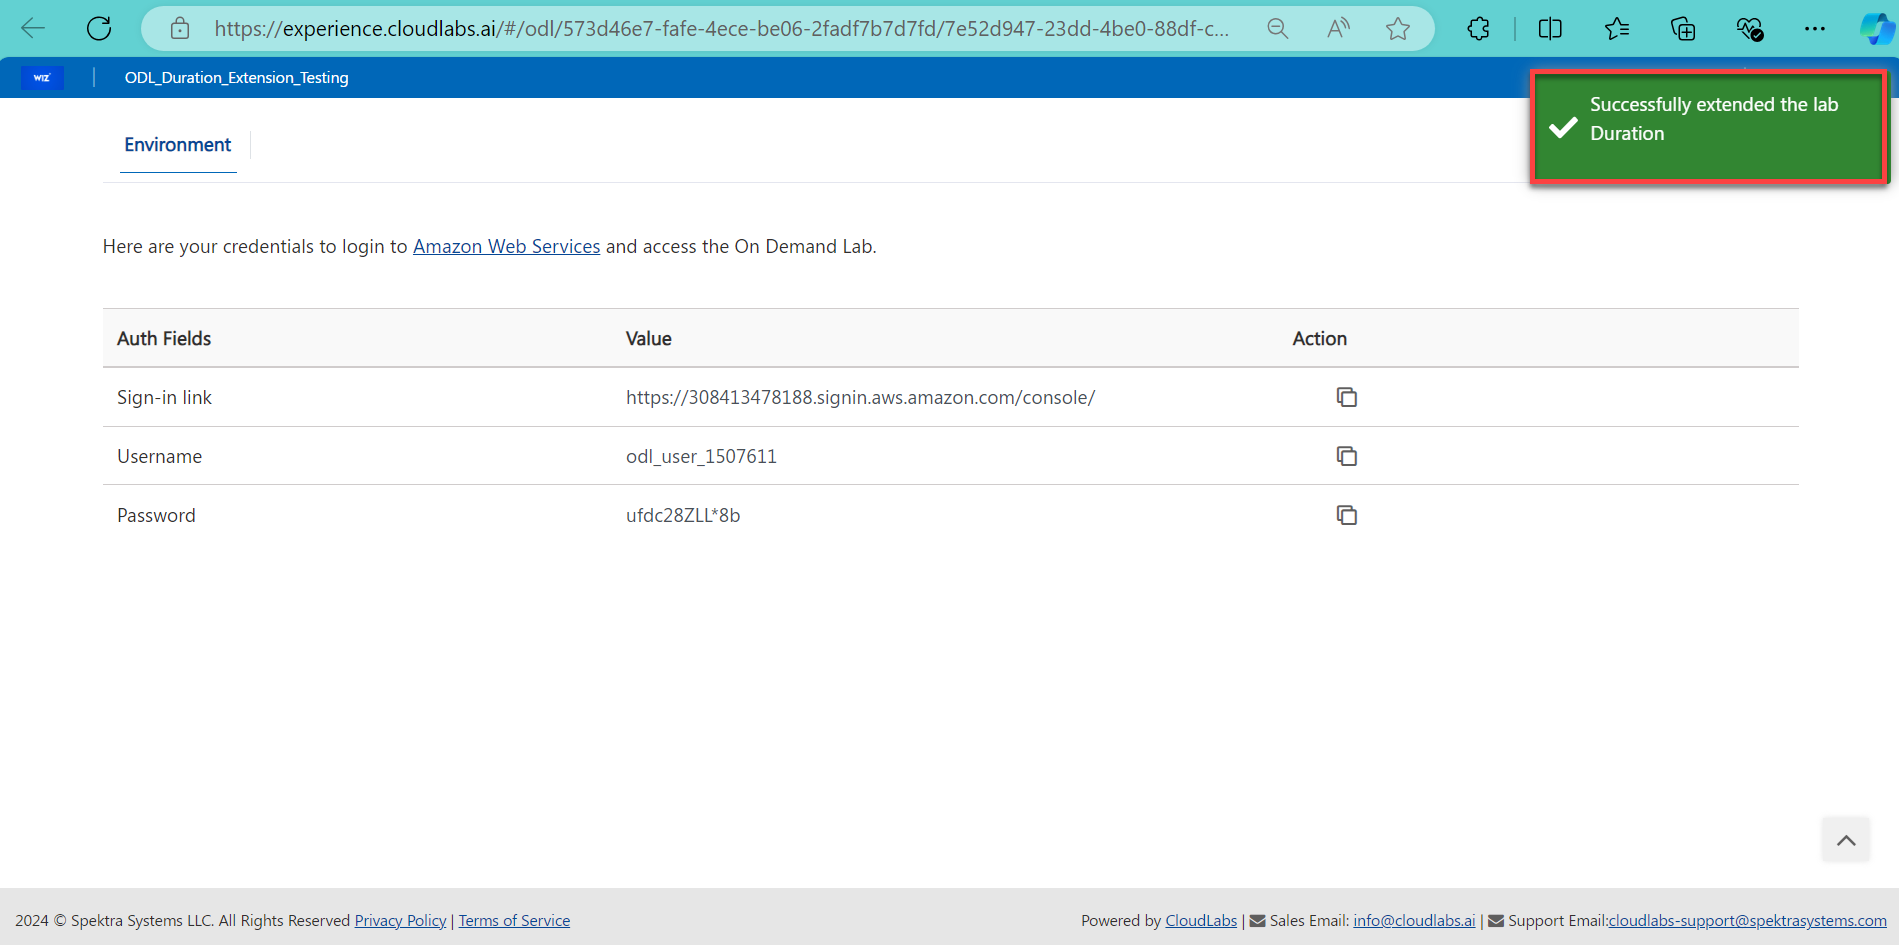 https://experience.cloudlabs.ai/#/odl/573d46e7-fafe-4ece-be06-2fadf7b7d7fd/7e52d947-23dd-4be0-88df-c...
WIZ
ODL_Duration_Extension_Testing
Successfully extended the lab
Duration
Environment
Here are your credentials to login to Amazon Web Services and access the On Demand Lab.
Auth Fields Value Action
Sign-in link https://308413478188.signin.aws.amazon.com/console/
Username odl_user_1507611
Password ufdc28ZLL*8b
2024 © Spektra Systems LLC. All Rights Reserved Privacy Policy | Terms of Service
Powered by CloudLabs | Sales Email: info@cloudlabs.ai | Support Email:cloudlabs-support@spektrasystems.com